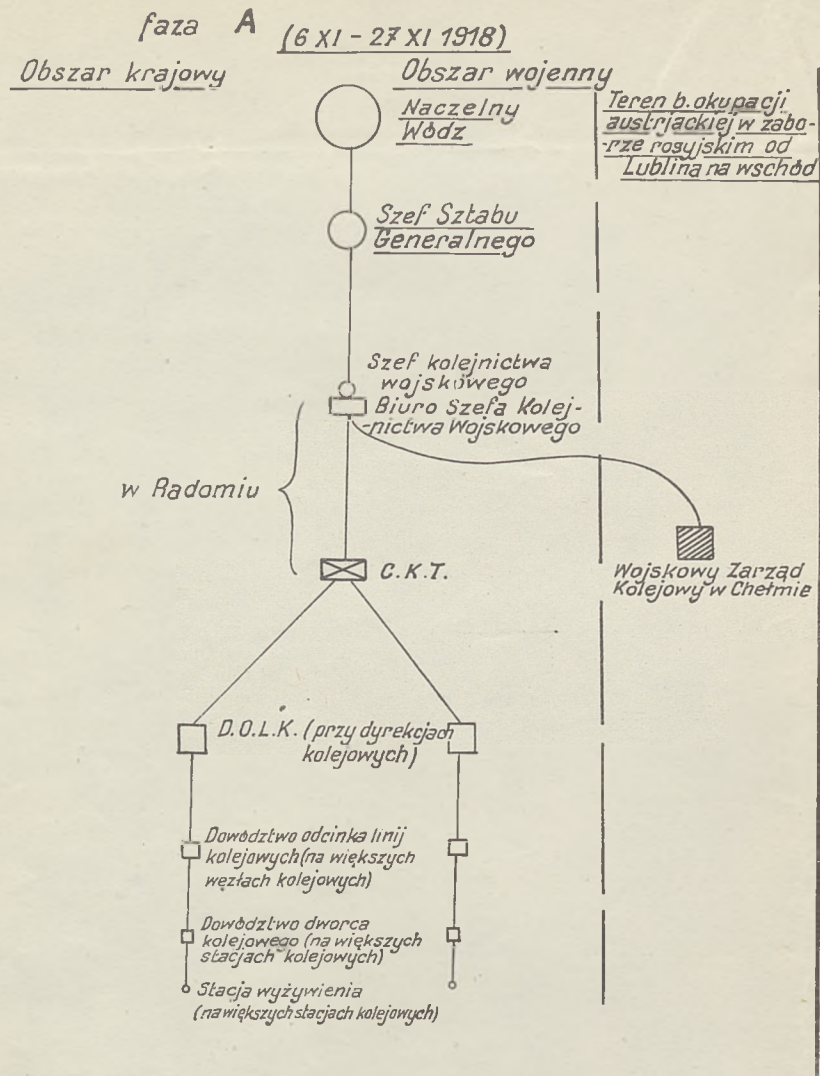 faza A (6 XI - 27 XI 1918)
Obszar krajowy
Obszar wojenny
Naczelny
Wódz
Teren b. okupacji
austrjackiej w zabo-
-rze rosyjskim od
Lublina na wschód
Szef Sztabu
Generalnego
Szef kolejnictwa
wojskowego
Biuro Szefa Kolej-
-nictwa Wojskowego
w Radomiu
C.K.T.
Wojskowy Zarząd
Kolejowy w Chełmie
D.O.L.K. (przy dyrekcjach
kolejowych)
Dowództwo odcinka linij
kolejowych (na większych
węzłach kolejowych)
Dowództwo dworca
kolejowego (na większych
stacjach kolejowych)
Stacja wyżywienia
(na większych stacjach kolejowych)